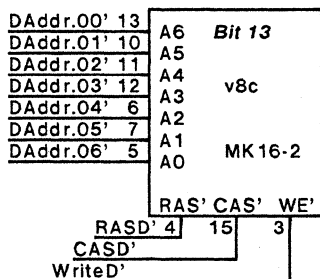 DAddr.00' 13 A6 Bit 13
DAddr.01' 10 A5
DAddr.02' 11 A4 v8c
DAddr.03' 12 A3
DAddr.04' 6 A2
DAddr.05' 7 A1 MK16-2
DAddr.06' 5 A0
RAS' CAS' WE'
RASD' 4 15 3
CASD'
WriteD'